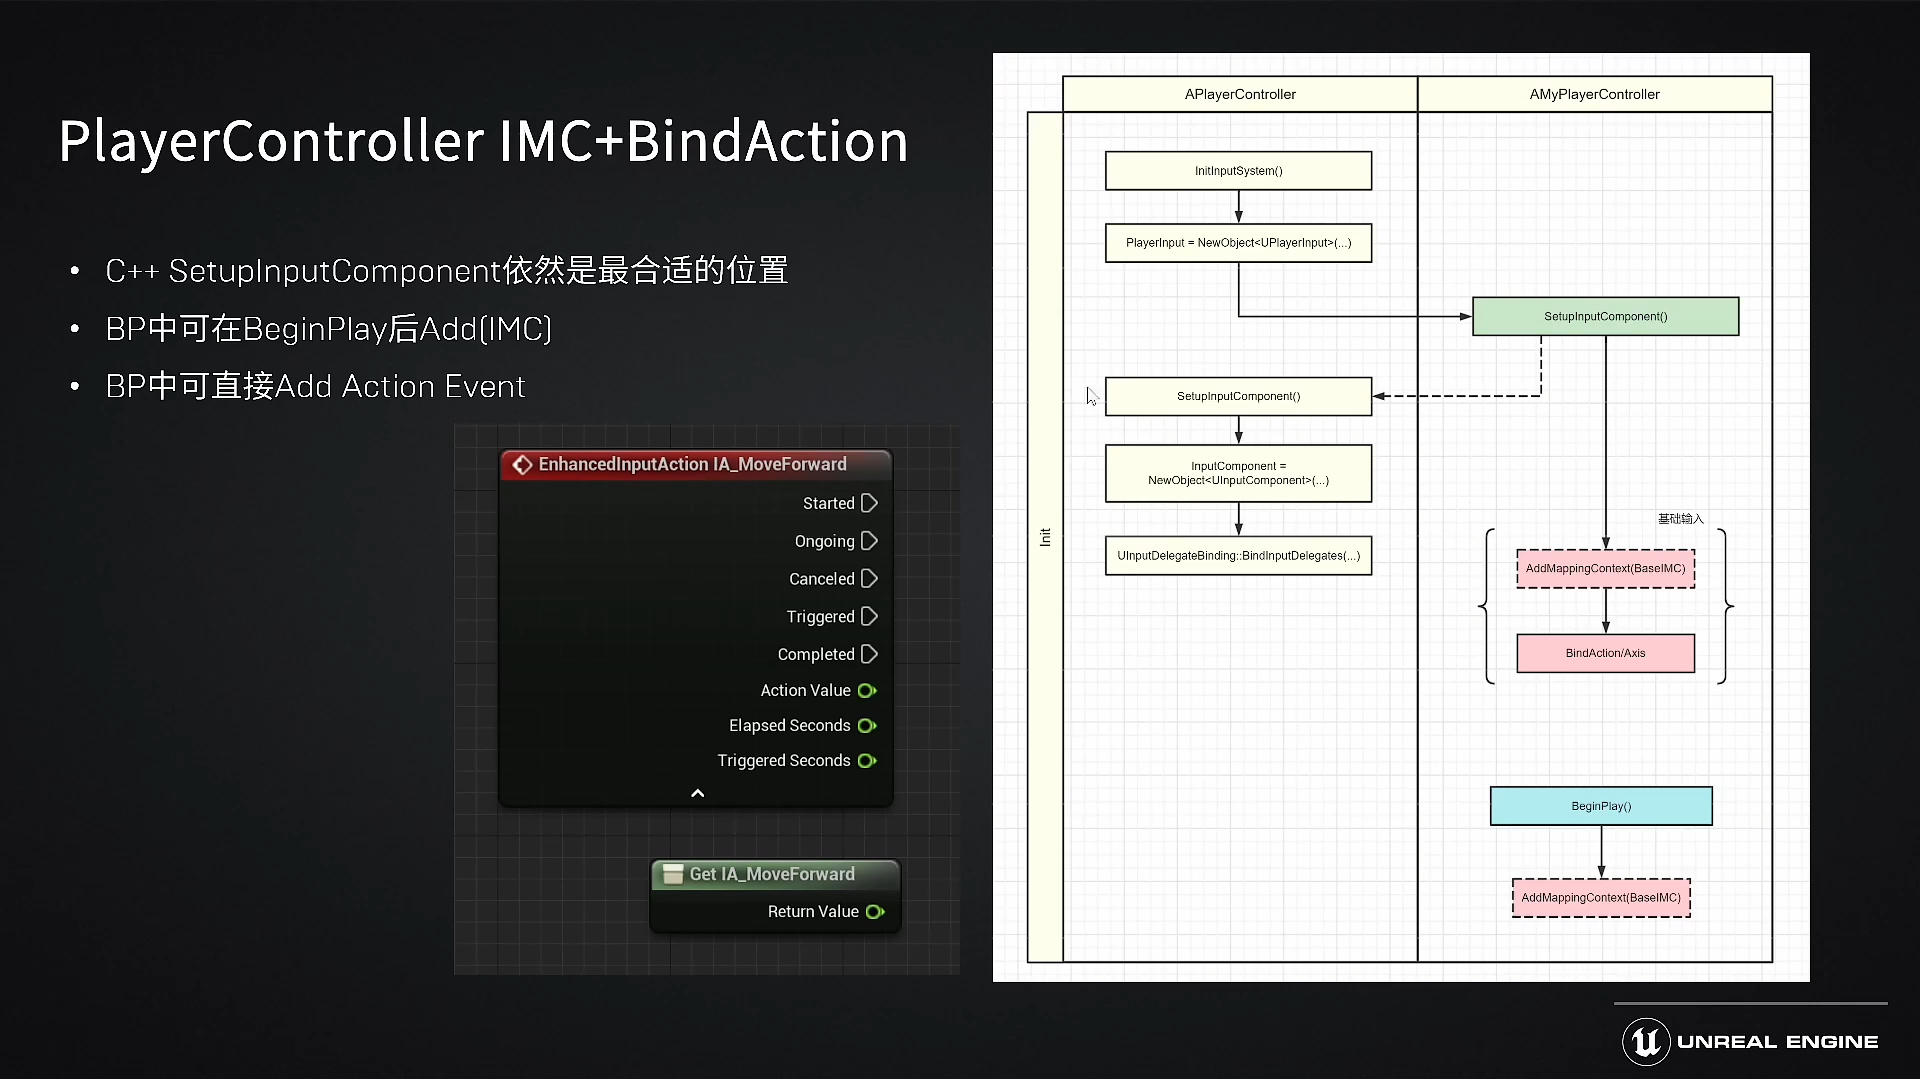 PlayerController IMC+BindAction
• C++ SetupInputComponent依然是最合适的位置
• BP中可在BeginPlay后Add(IMC)
• BP中可直接Add Action Event
EnhancedInputAction IA_MoveForward
Started
Ongoing
Canceled
Triggered
Completed
Action Value
Elapsed Seconds
Triggered Seconds
Get IA_MoveForward
Return Value
APlayerController
AMyPlayerController
Init
InitInputSystem()
PlayerInput = NewObject<UPlayerInput>(...)
SetupInputComponent()
SetupInputComponent()
InputComponent =
NewObject<UInputComponent>(...)
UInputDelegateBinding::BindInputDelegates(...)
基础输入
AddMappingContext(BaseIMC)
BindAction/Axis
BeginPlay()
AddMappingContext(BaseIMC)
UNREAL ENGINE